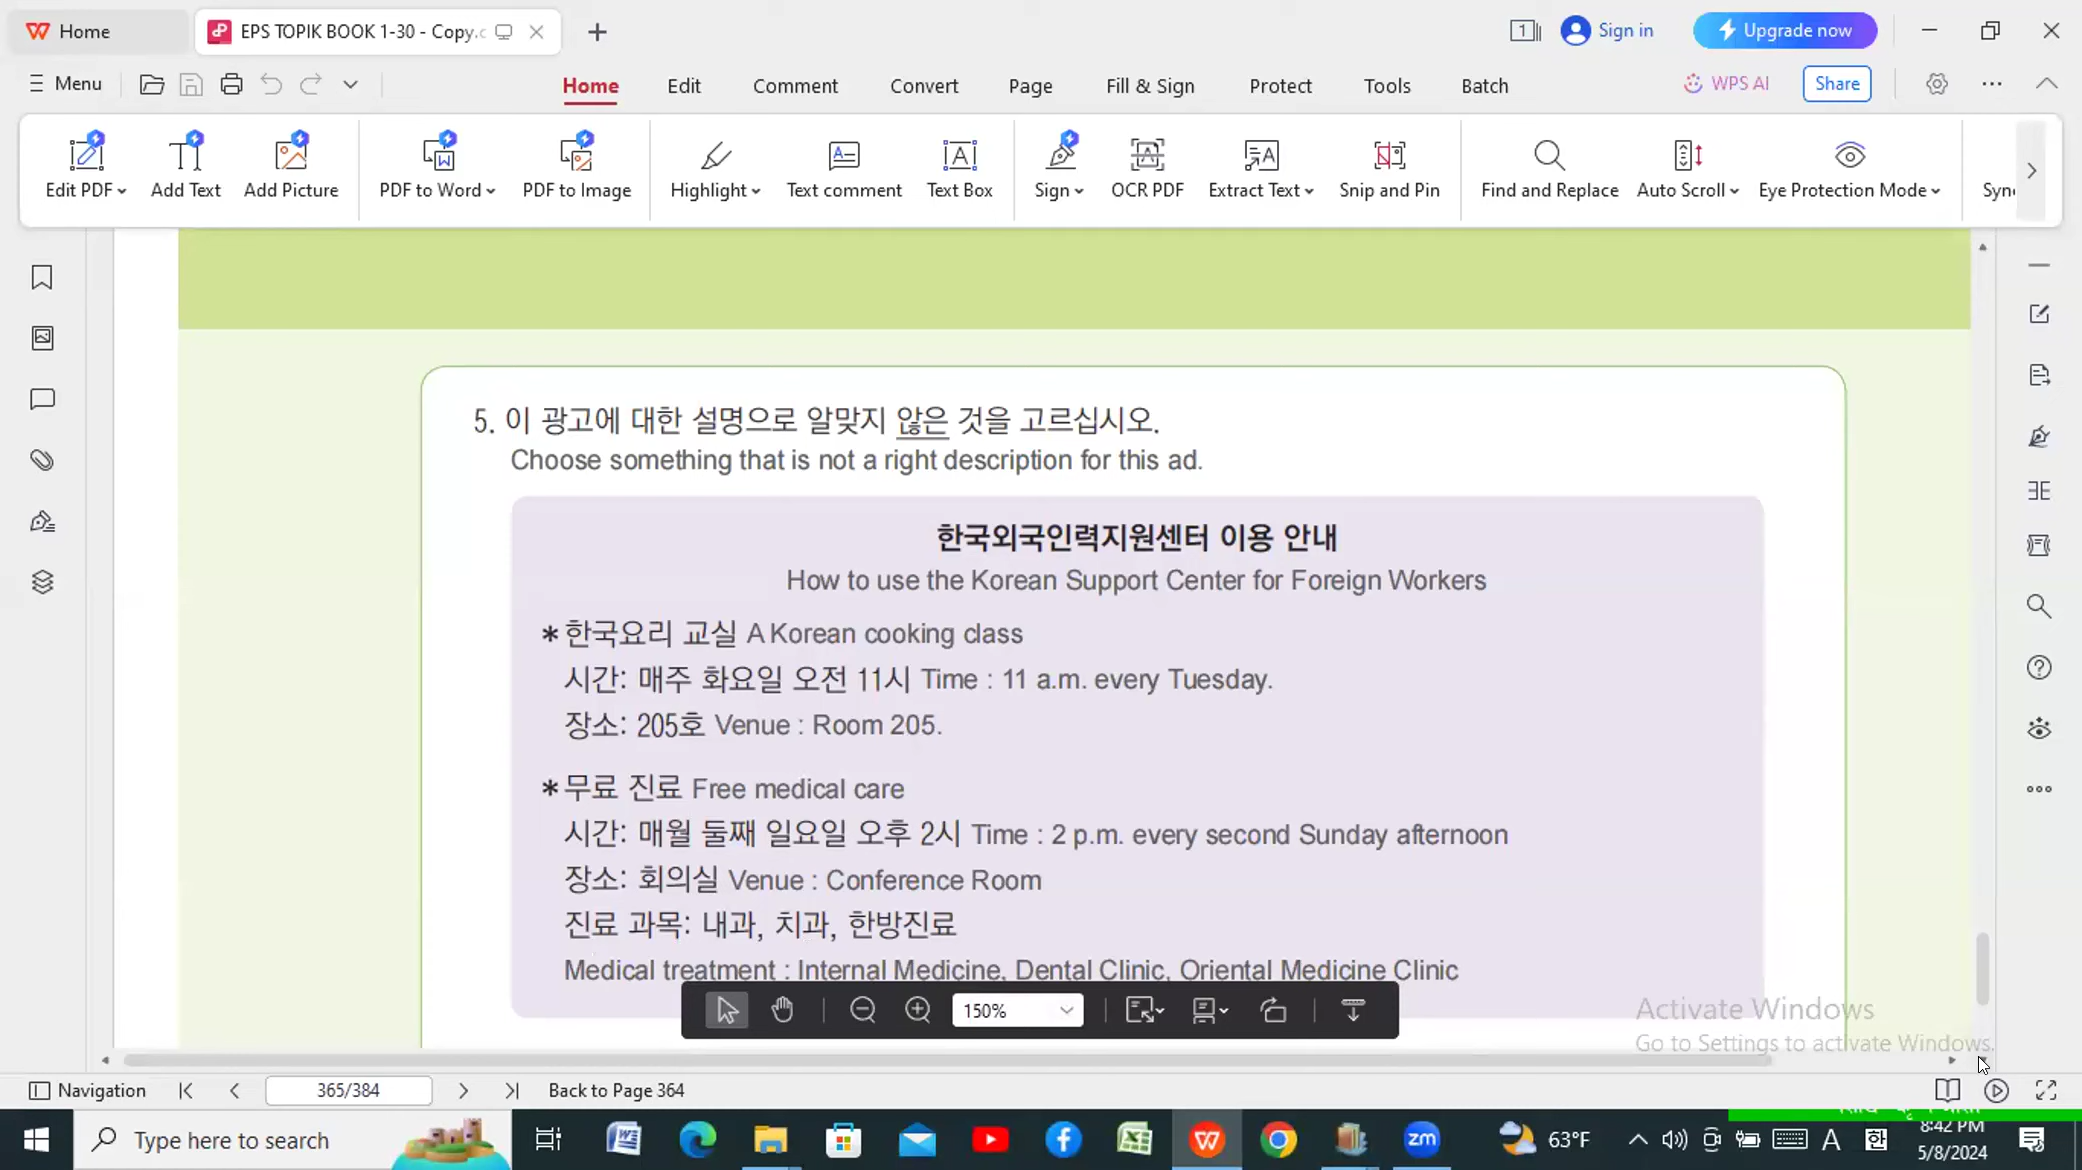 Home
EPS TOPIK BOOK 1-30 - Copy.
Sign in
Upgrade now
Menu
Home Edit Comment Convert Page Fill & Sign Protect Tools Batch
WPS AI
Share
Edit PDF Add Text Add Picture PDF to Word PDF to Image Highlight Text comment Text Box Sign OCR PDF Extract Text Snip and Pin Find and Replace Auto Scroll Eye Protection Mode
5. 이 광고에 대한 설명으로 알맞지 않은 것을 고르십시오.
Choose something that is not a right description for this ad.
한국외국인력지원센터 이용 안내
How to use the Korean Support Center for Foreign Workers
*한국요리 교실 A Korean cooking class
시간: 매주 화요일 오전 11시 Time : 11 a.m. every Tuesday.
장소: 205호 Venue : Room 205.
*무료 진료 Free medical care
시간: 매월 둘째 일요일 오후 2시 Time : 2 p.m. every second Sunday afternoon
장소: 회의실 Venue : Conference Room
진료 과목: 내과, 치과, 한방진료
Medical treatment : Internal Medicine, Dental Clinic, Oriental Medicine Clinic
150%
Activate Windows
Go to Settings to activate Windows.
Navigation
365/384
Back to Page 364
Type here to search
63°F
A
한
8:42 PM
5/8/2024